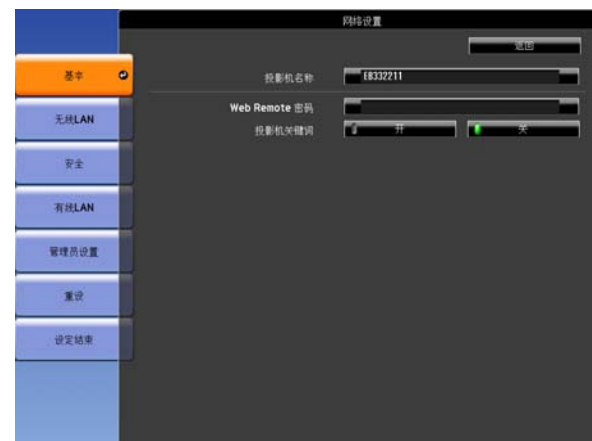 网络设置
返回
基本
投影机名称 EB332211
无线LAN
Web Remote 密码
投影机关键词 开 关
安全
有线LAN
管理员设置
重设
设定结束